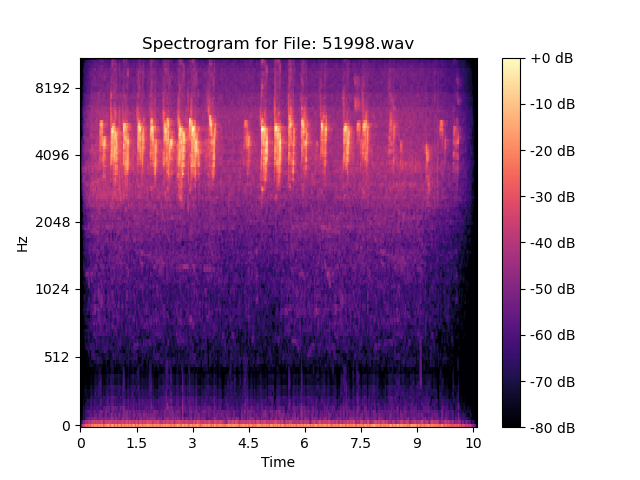 Spectrogram for File: 51998.wav
Hz
8192
4096
2048
1024
512
0
0 1.5 3 4.5 6 7.5 9 10
Time
+0 dB
-10 dB
-20 dB
-30 dB
-40 dB
-50 dB
-60 dB
-70 dB
-80 dB